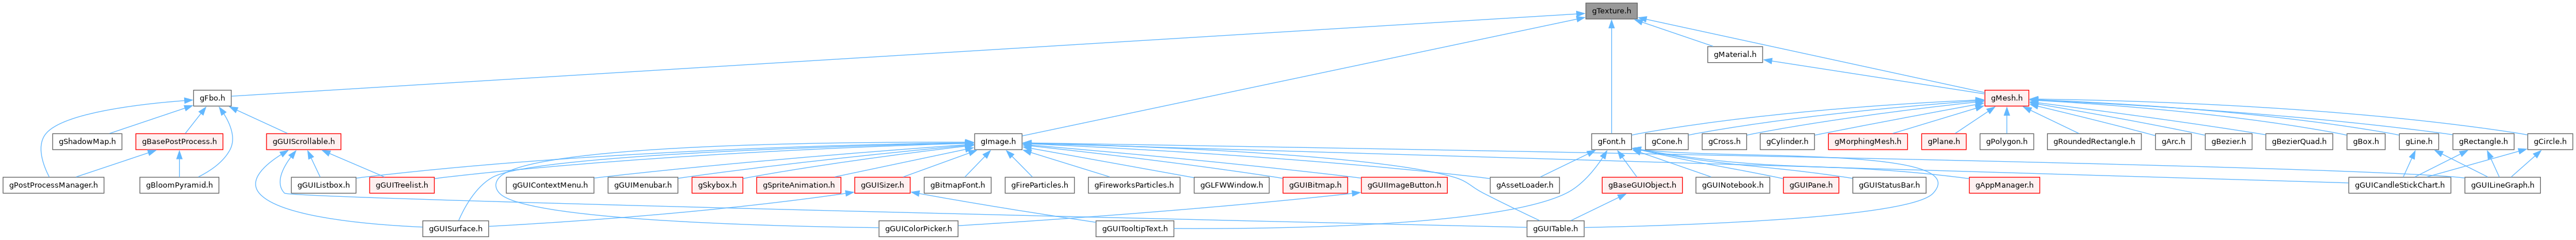 gTexture.h
gMaterial.h
gFbo.h
gMesh.h
gShadowMap.h
gBasePostProcess.h
gGUIScrollable.h
gImage.h
gFont.h
gCone.h
gCross.h
gCylinder.h
gMorphingMesh.h
gPlane.h
gPolygon.h
gRoundedRectangle.h
gArc.h
gBezier.h
gBezierQuad.h
gBox.h
gLine.h
gRectangle.h
gCircle.h
gPostProcessManager.h
gBloomPyramid.h
gGUIListbox.h
gGUITreelist.h
gGUIContextMenu.h
gGUIMenubar.h
gSkybox.h
gSpriteAnimation.h
gGUISizer.h
gBitmapFont.h
gFireParticles.h
gFireworksParticles.h
gGLFWWindow.h
gGUIBitmap.h
gGUIImageButton.h
gAssetLoader.h
gBaseGUIObject.h
gGUINotebook.h
gGUIPane.h
gGUIStatusBar.h
gAppManager.h
gGUICandleStickChart.h
gGUILineGraph.h
gGUISurface.h
gGUIColorPicker.h
gGUITooltipText.h
gGUITable.h